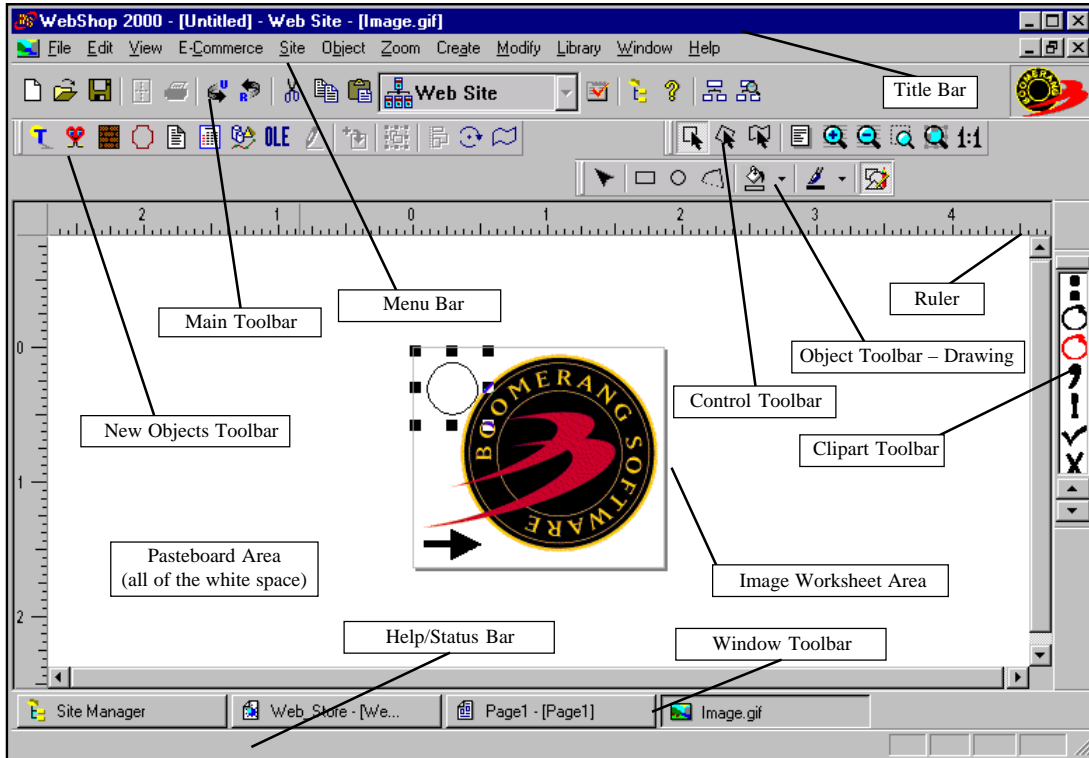 WebShop 2000 - [Untitled] - Web Site - [Image.gif]
File Edit View E-Commerce Site Object Zoom Create Modify Library Window Help
Web Site
Title Bar
BOOMERANG
OLE
1:1
2 1 0 1 2 3 4
Main Toolbar
Menu Bar
Ruler
0
Object Toolbar – Drawing
Control Toolbar
New Objects Toolbar
Clipart Toolbar
BOOMERANG SOFTWARE
1
Pasteboard Area
(all of the white space)
Image Worksheet Area
2
Help/Status Bar
Window Toolbar
Site Manager
Web_Store - [We...
Page1 - [Page1]
Image.gif